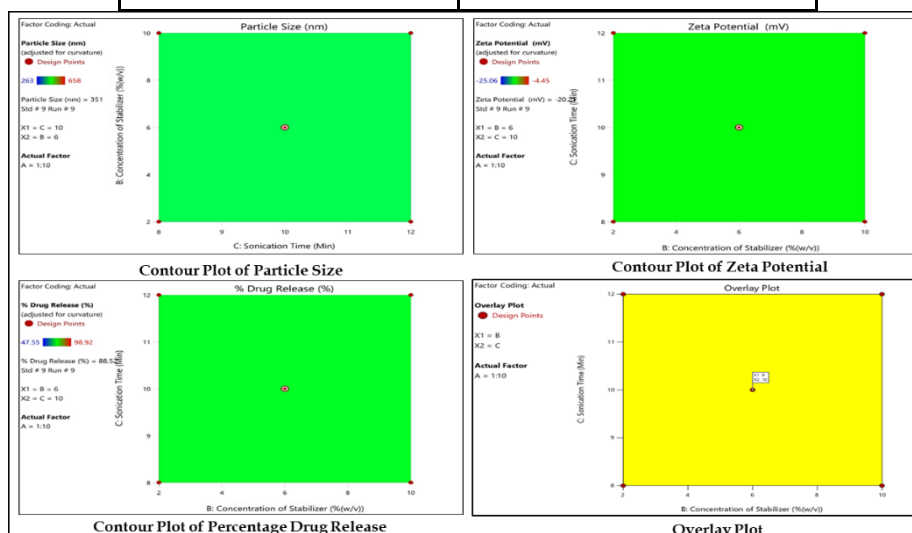 Factor Coding: Actual
Particle Size (nm)
Particle Size (nm)
(adjusted for curvature)
Design Points
263 658
Particle Size (nm) = 351
Std # 9 Run # 9
X1 = C = 10
X2 = B = 6
Actual Factor
A = 1:10
B: Concentration of Stabilizer (%(w/v))
10
8
6
4
2
8 9 10 11 12
C: Sonication Time (Min)
Contour Plot of Particle Size
Factor Coding: Actual
Zeta Potential (mV)
Zeta Potential (mV)
(adjusted for curvature)
Design Points
-25.06 -4.45
Zeta Potential (mV) = -20.
Std # 9 Run # 9
X1 = B = 6
X2 = C = 10
Actual Factor
A = 1:10
C: Sonication Time (Min)
12
11
10
9
8
2 4 6 8 10
B: Concentration of Stabilizer (%(w/v))
Contour Plot of Zeta Potential
Factor Coding: Actual
% Drug Release (%)
% Drug Release (%)
(adjusted for curvature)
Design Points
47.55 98.92
% Drug Release (%) = 88.5
Std # 9 Run # 9
X1 = B = 6
X2 = C = 10
Actual Factor
A = 1:10
C: Sonication Time (Min)
12
11
10
9
8
2 4 6 8 10
B: Concentration of Stabilizer (%(w/v))
Contour Plot of Percentage Drug Release
Factor Coding: Actual
Overlay Plot
Overlay Plot
Design Points
X1 = B
X2 = C
Actual Factor
A = 1:10
C: Sonication Time (Min)
12
11
10
9
8
2 4 6 8 10
B: Concentration of Stabilizer (%(w/v))
Overlay Plot